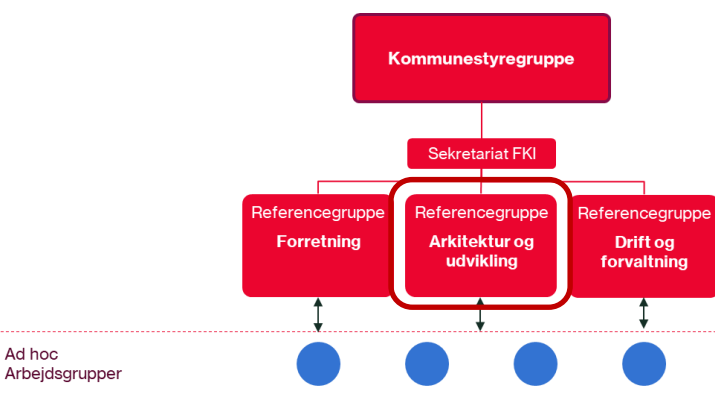 Kommunestyregruppe
Sekretariat FKI
Referencegruppe
Forretning
Referencegruppe
Arkitektur og
udvikling
Referencegruppe
Drift og
forvaltning
Ad hoc
Arbejdsgrupper